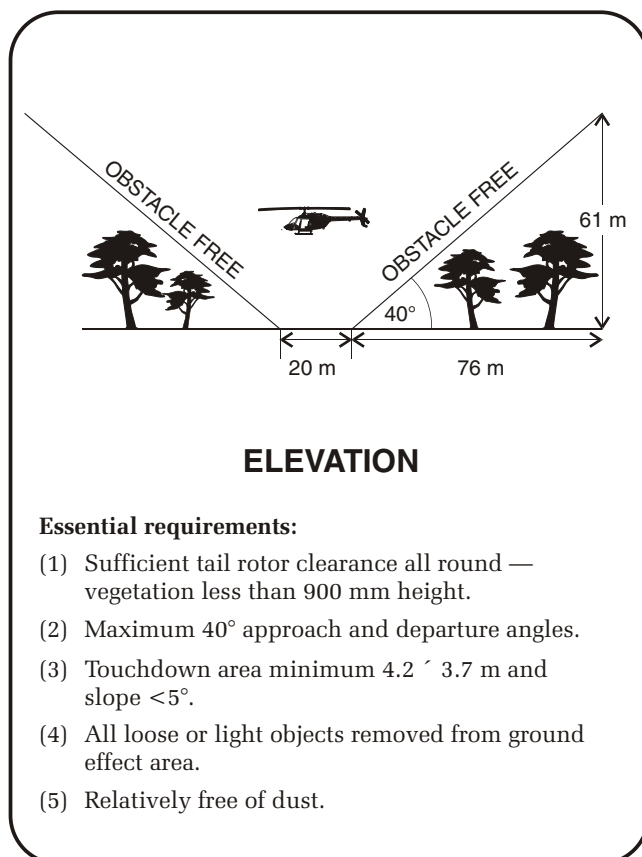 OBSTACLE FREE
OBSTACLE FREE
61 m
40°
20 m
76 m
ELEVATION
Essential requirements:
(1) Sufficient tail rotor clearance all round —
vegetation less than 900 mm height.
(2) Maximum 40° approach and departure angles.
(3) Touchdown area minimum 4.2 ´ 3.7 m and
slope <5°.
(4) All loose or light objects removed from ground
effect area.
(5) Relatively free of dust.